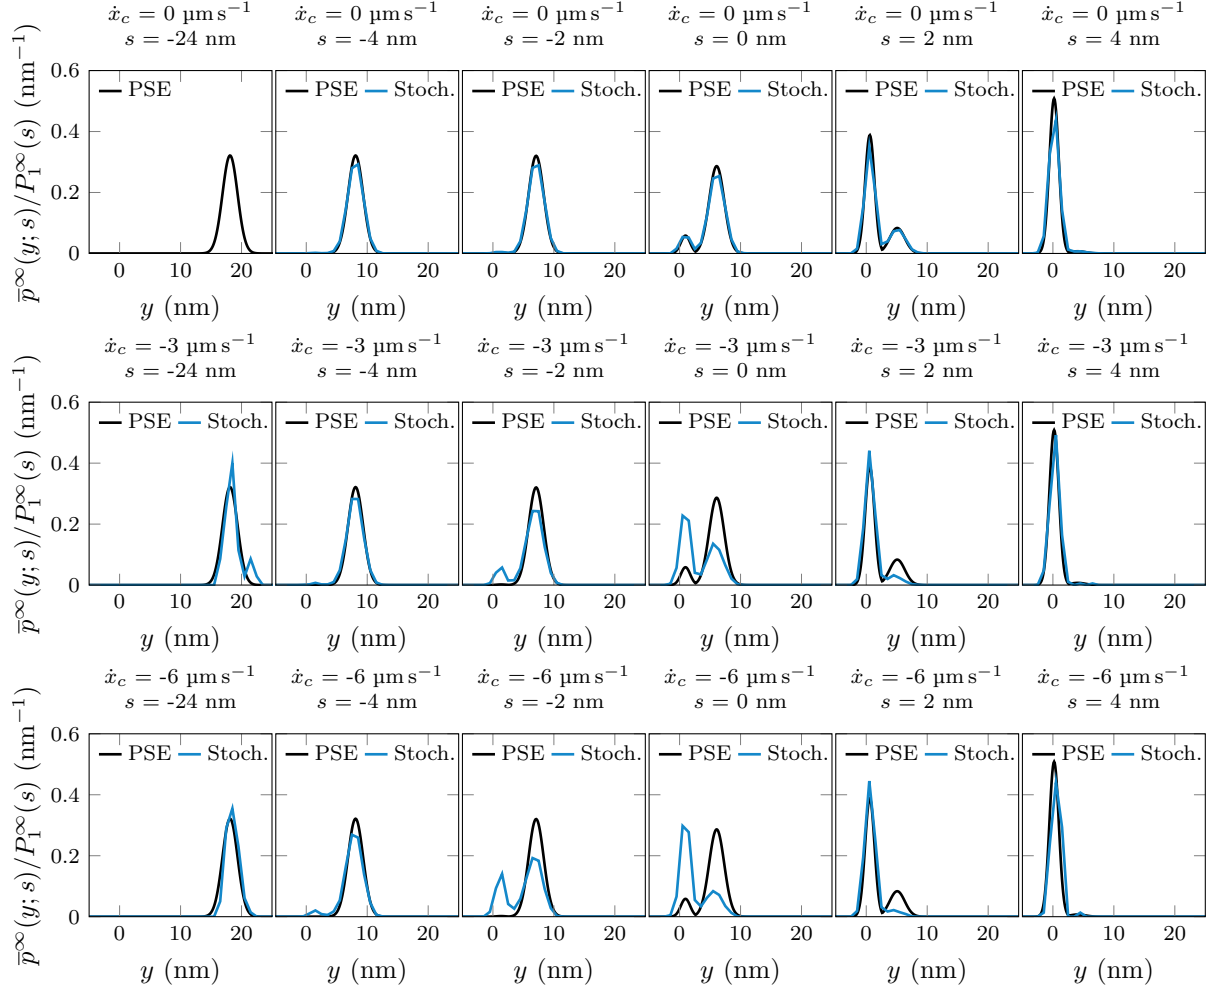 ẋ_c = 0 µm s⁻¹ ẋ_c = 0 µm s⁻¹ ẋ_c = 0 µm s⁻¹ ẋ_c = 0 µm s⁻¹ ẋ_c = 0 µm s⁻¹ ẋ_c = 0 µm s⁻¹
s = -24 nm s = -4 nm s = -2 nm s = 0 nm s = 2 nm s = 4 nm
p̅^∞(y; s)/P₁^∞(s) (nm⁻¹)
0.6
0.4
0.2
0
PSE PSE Stoch. PSE Stoch. PSE Stoch. PSE Stoch. PSE Stoch.
0 10 20 0 10 20 0 10 20 0 10 20 0 10 20 0 10 20
y (nm) y (nm) y (nm) y (nm) y (nm) y (nm)
ẋ_c = -3 µm s⁻¹ ẋ_c = -3 µm s⁻¹ ẋ_c = -3 µm s⁻¹ ẋ_c = -3 µm s⁻¹ ẋ_c = -3 µm s⁻¹ ẋ_c = -3 µm s⁻¹
s = -24 nm s = -4 nm s = -2 nm s = 0 nm s = 2 nm s = 4 nm
p̅^∞(y; s)/P₁^∞(s) (nm⁻¹)
0.6
0.4
0.2
0
PSE Stoch. PSE Stoch. PSE Stoch. PSE Stoch. PSE Stoch. PSE Stoch.
0 10 20 0 10 20 0 10 20 0 10 20 0 10 20 0 10 20
y (nm) y (nm) y (nm) y (nm) y (nm) y (nm)
ẋ_c = -6 µm s⁻¹ ẋ_c = -6 µm s⁻¹ ẋ_c = -6 µm s⁻¹ ẋ_c = -6 µm s⁻¹ ẋ_c = -6 µm s⁻¹ ẋ_c = -6 µm s⁻¹
s = -24 nm s = -4 nm s = -2 nm s = 0 nm s = 2 nm s = 4 nm
p̅^∞(y; s)/P₁^∞(s) (nm⁻¹)
0.6
0.4
0.2
0
PSE Stoch. PSE Stoch. PSE Stoch. PSE Stoch. PSE Stoch. PSE Stoch.
0 10 20 0 10 20 0 10 20 0 10 20 0 10 20 0 10 20
y (nm) y (nm) y (nm) y (nm) y (nm) y (nm)